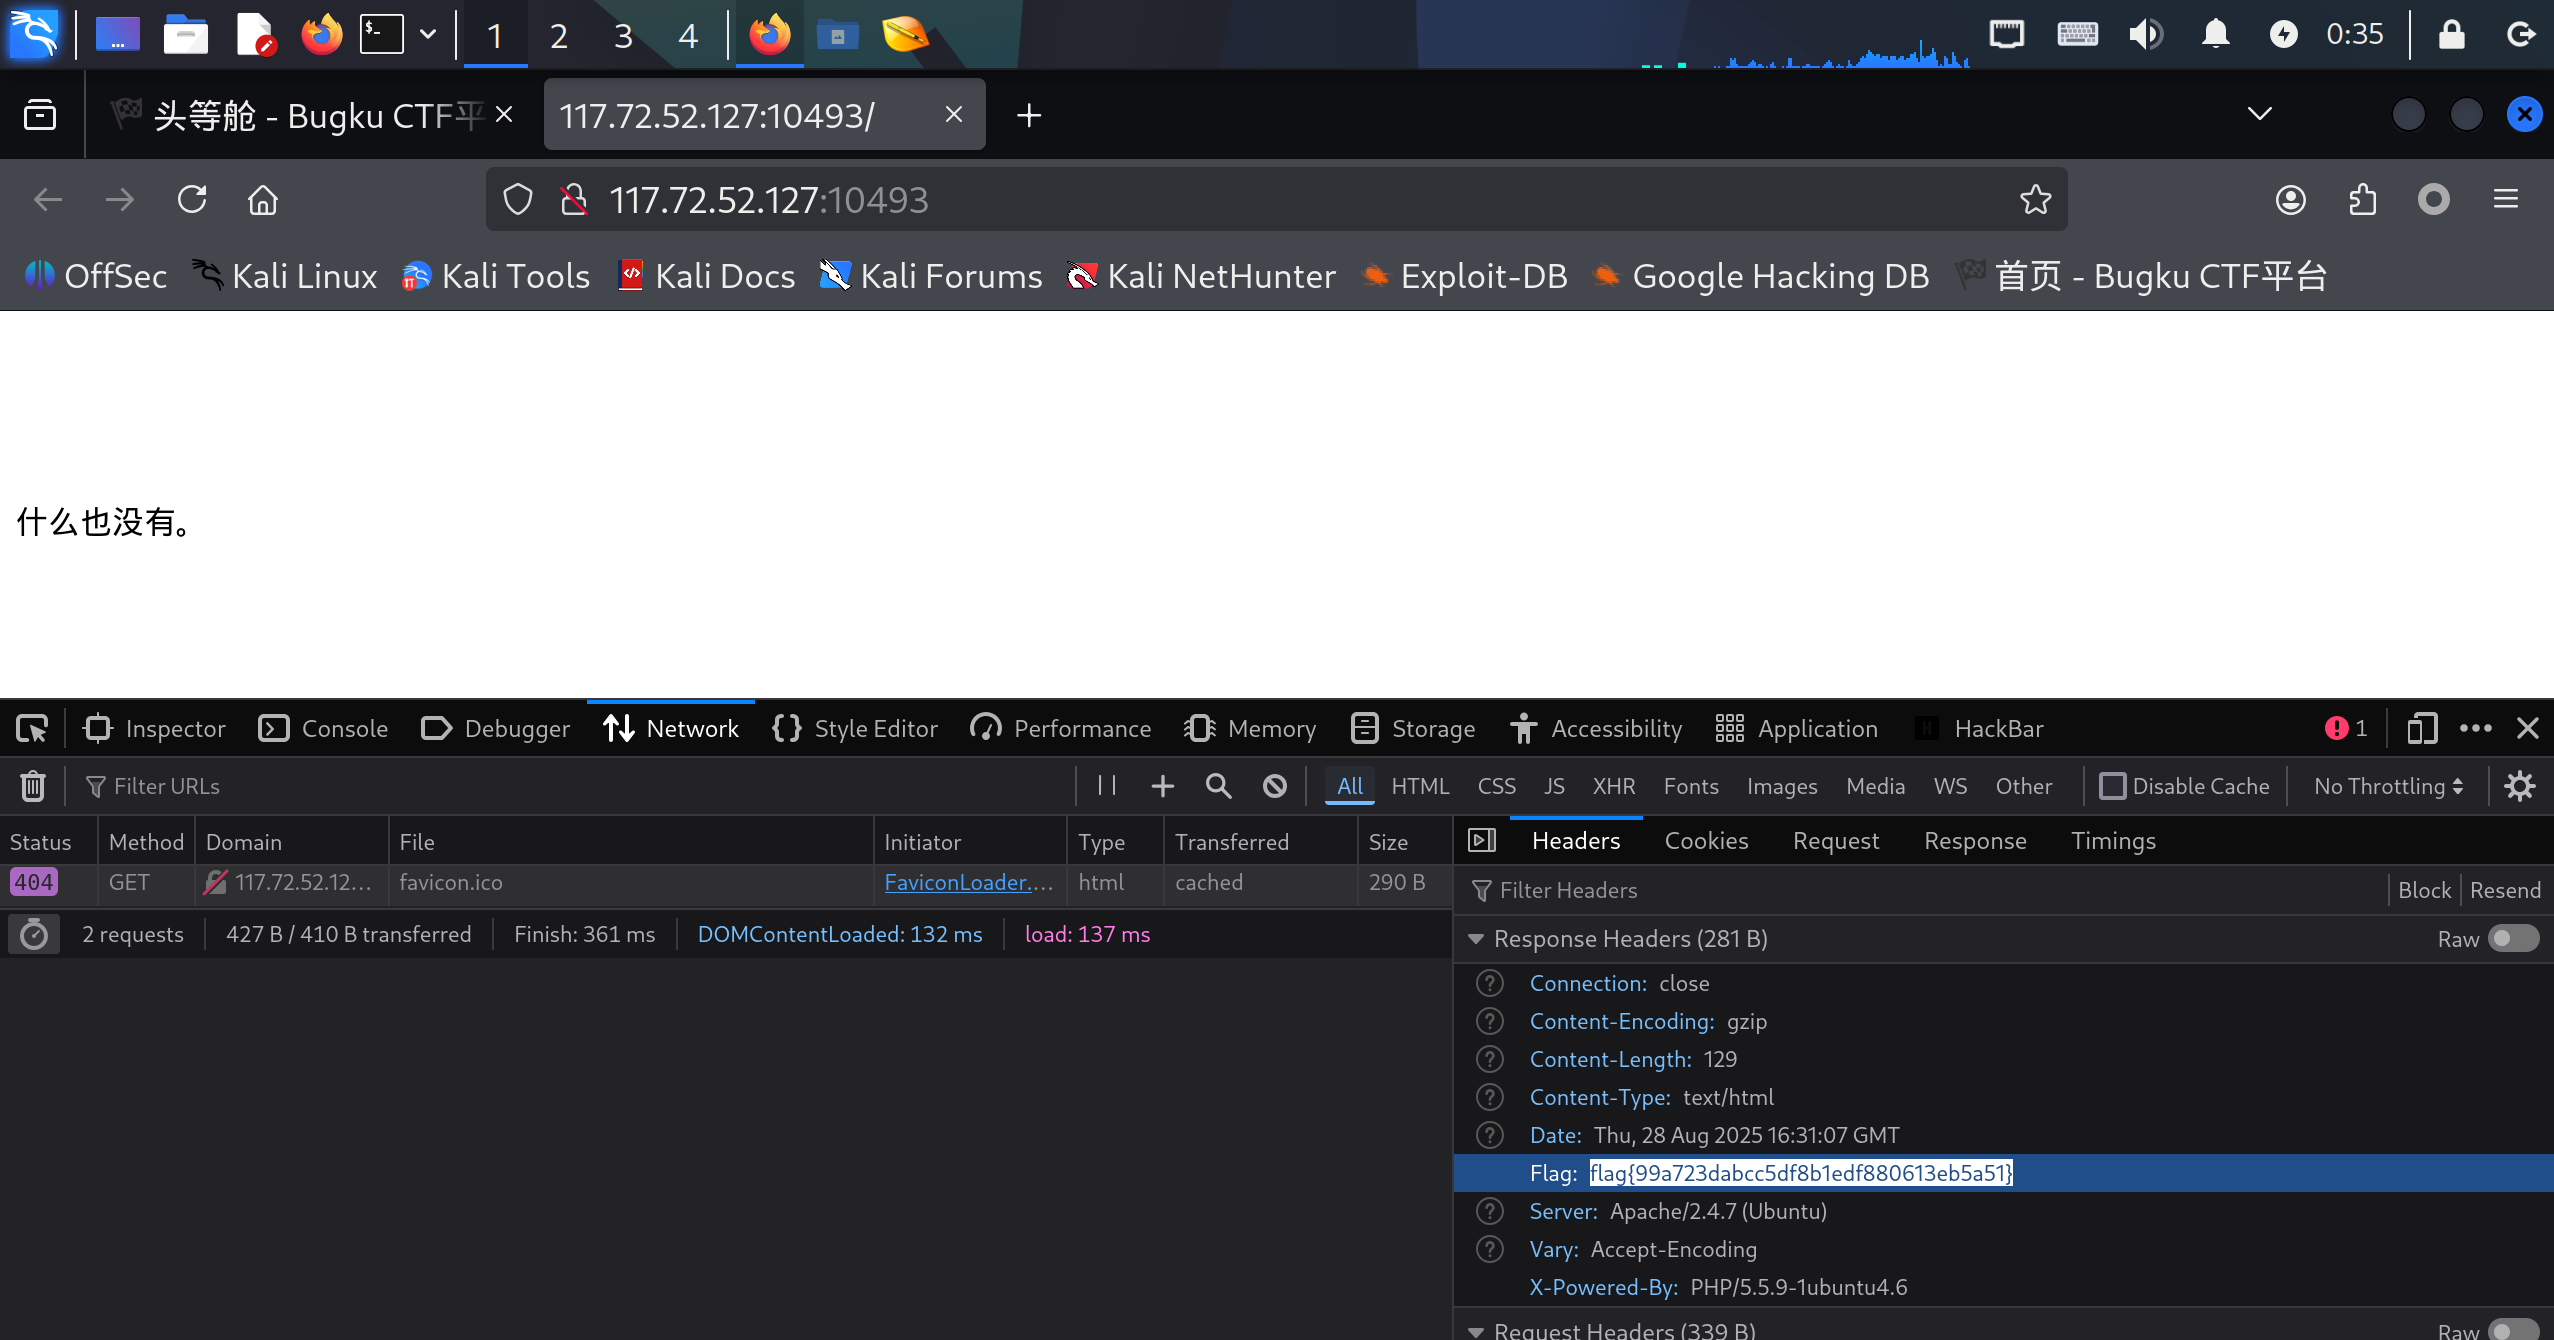 1 2 3 4 0:35
头等舱 - Bugku CTF平
117.72.52.127:10493/
117.72.52.127:10493
OffSec Kali Linux Kali Tools Kali Docs Kali Forums Kali NetHunter Exploit-DB Google Hacking DB 首页 - Bugku CTF平台
什么也没有。
Inspector Console Debugger Network Style Editor Performance Memory Storage Accessibility Application HackBar 1
Filter URLs All HTML CSS JS XHR Fonts Images Media WS Other Disable Cache No Throttling
Status Method Domain File Initiator Type Transferred Size
404 GET 117.72.52.12... favicon.ico FaviconLoader.... html cached 290 B
2 requests 427 B / 410 B transferred Finish: 361 ms DOMContentLoaded: 132 ms load: 137 ms
Headers Cookies Request Response Timings
Filter Headers Block Resend
Response Headers (281 B) Raw
Connection: close
Content-Encoding: gzip
Content-Length: 129
Content-Type: text/html
Date: Thu, 28 Aug 2025 16:31:07 GMT
Flag: flag{99a723dabcc5df8b1edf880613eb5a51}
Server: Apache/2.4.7 (Ubuntu)
Vary: Accept-Encoding
X-Powered-By: PHP/5.5.9-1ubuntu4.6
Request Headers (339 B) Raw